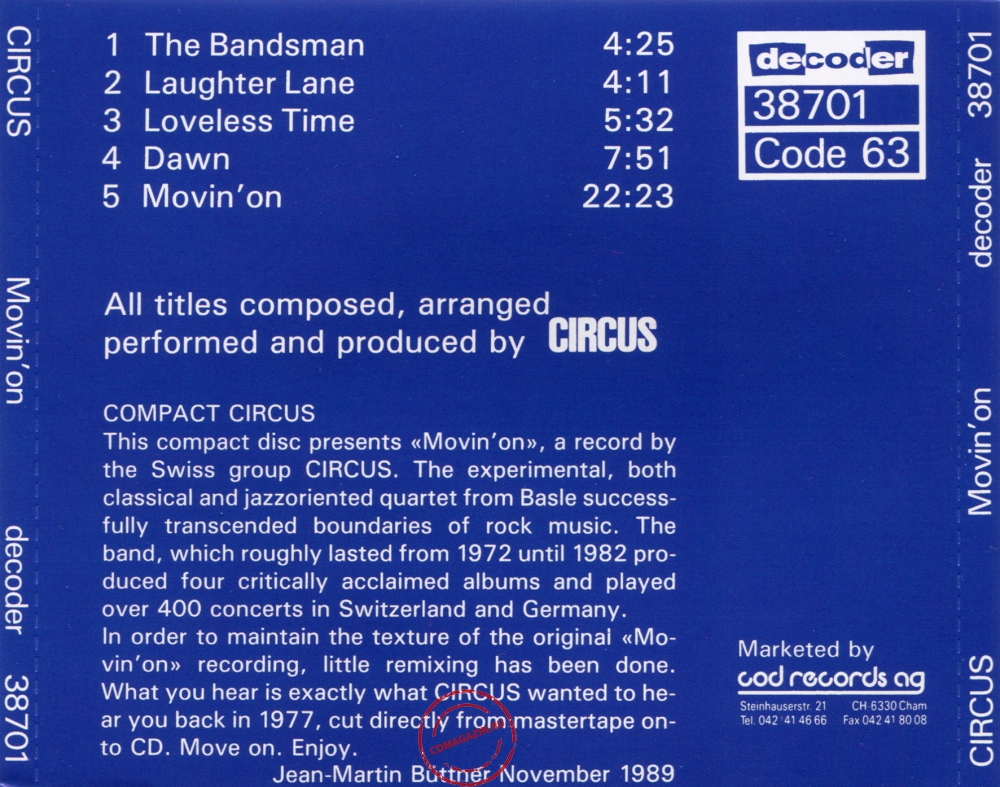 CIRCUS
Movin'on
decoder
38701
1 The Bandsman 4:25
2 Laughter Lane 4:11
3 Loveless Time 5:32
4 Dawn 7:51
5 Movin'on 22:23
decoder
38701
Code 63
All titles composed, arranged
performed and produced by CIRCUS
COMPACT CIRCUS
This compact disc presents «Movin'on», a record by
the Swiss group CIRCUS. The experimental, both
classical and jazzoriented quartet from Basle success-
fully transcended boundaries of rock music. The
band, which roughly lasted from 1972 until 1982 pro-
duced four critically acclaimed albums and played
over 400 concerts in Switzerland and Germany.
In order to maintain the texture of the original «Mo-
vin'on» recording, little remixing has been done.
What you hear is exactly what CIRCUS wanted to he-
ar you back in 1977, cut directly from mastertape on-
to CD. Move on. Enjoy.
Jean-Martin Büttner November 1989
Marketed by
cod records ag
Steinhauserstr. 21 CH-6330 Cham
Tel. 042 / 41 46 66 Fax 042 41 80 08
CIRCUS
Movin'on
decoder
38701